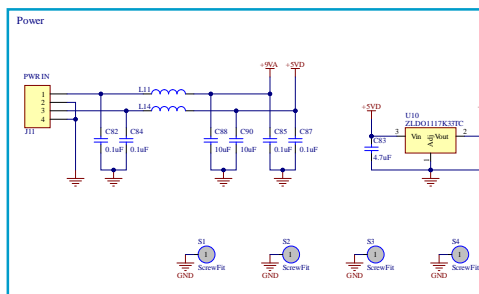 Power
+9VA +5VD
PWR IN
1
2
3
4
J11
L11
L14
C82 C84
0.1uF 0.1uF
C88 C90
10uF 10uF
C85 C87
0.1uF 0.1uF
+5VD
C83
4.7uF
U10
ZLDO1117K33TC
3 Vin Adj Vout 2
1
S1
1
ScrewFit
GND
S2
1
ScrewFit
GND
S3
1
ScrewFit
GND
S4
1
ScrewFit
GND